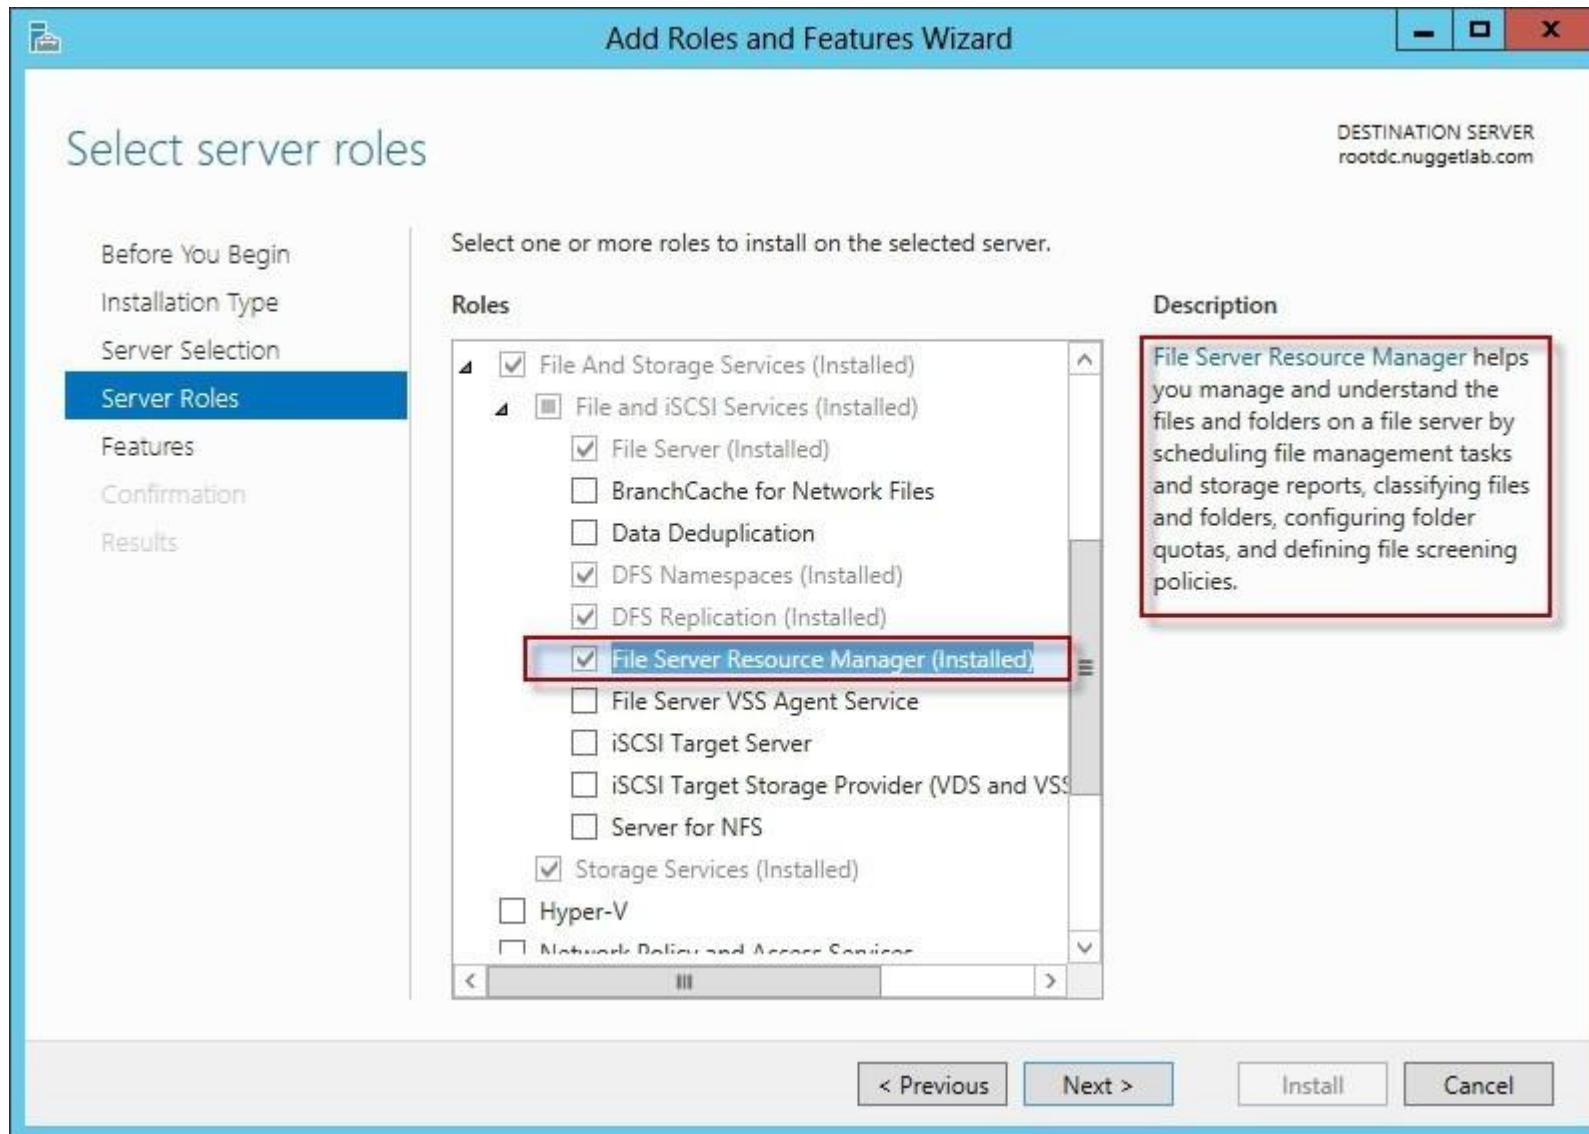 Add Roles and Features Wizard
Select server roles
DESTINATION SERVER
rootdc.nuggetlab.com
Before You Begin
Installation Type
Server Selection
Server Roles
Features
Confirmation
Results
Select one or more roles to install on the selected server.
Roles
File And Storage Services (Installed)
File and iSCSI Services (Installed)
File Server (Installed)
BranchCache for Network Files
Data Deduplication
DFS Namespaces (Installed)
DFS Replication (Installed)
File Server Resource Manager (Installed)
File Server VSS Agent Service
iSCSI Target Server
iSCSI Target Storage Provider (VDS and VSS
Server for NFS
Storage Services (Installed)
Hyper-V
Network Policy and Access Services
Description
File Server Resource Manager helps
you manage and understand the
files and folders on a file server by
scheduling file management tasks
and storage reports, classifying files
and folders, configuring folder
quotas, and defining file screening
policies.
< Previous
Next >
Install
Cancel